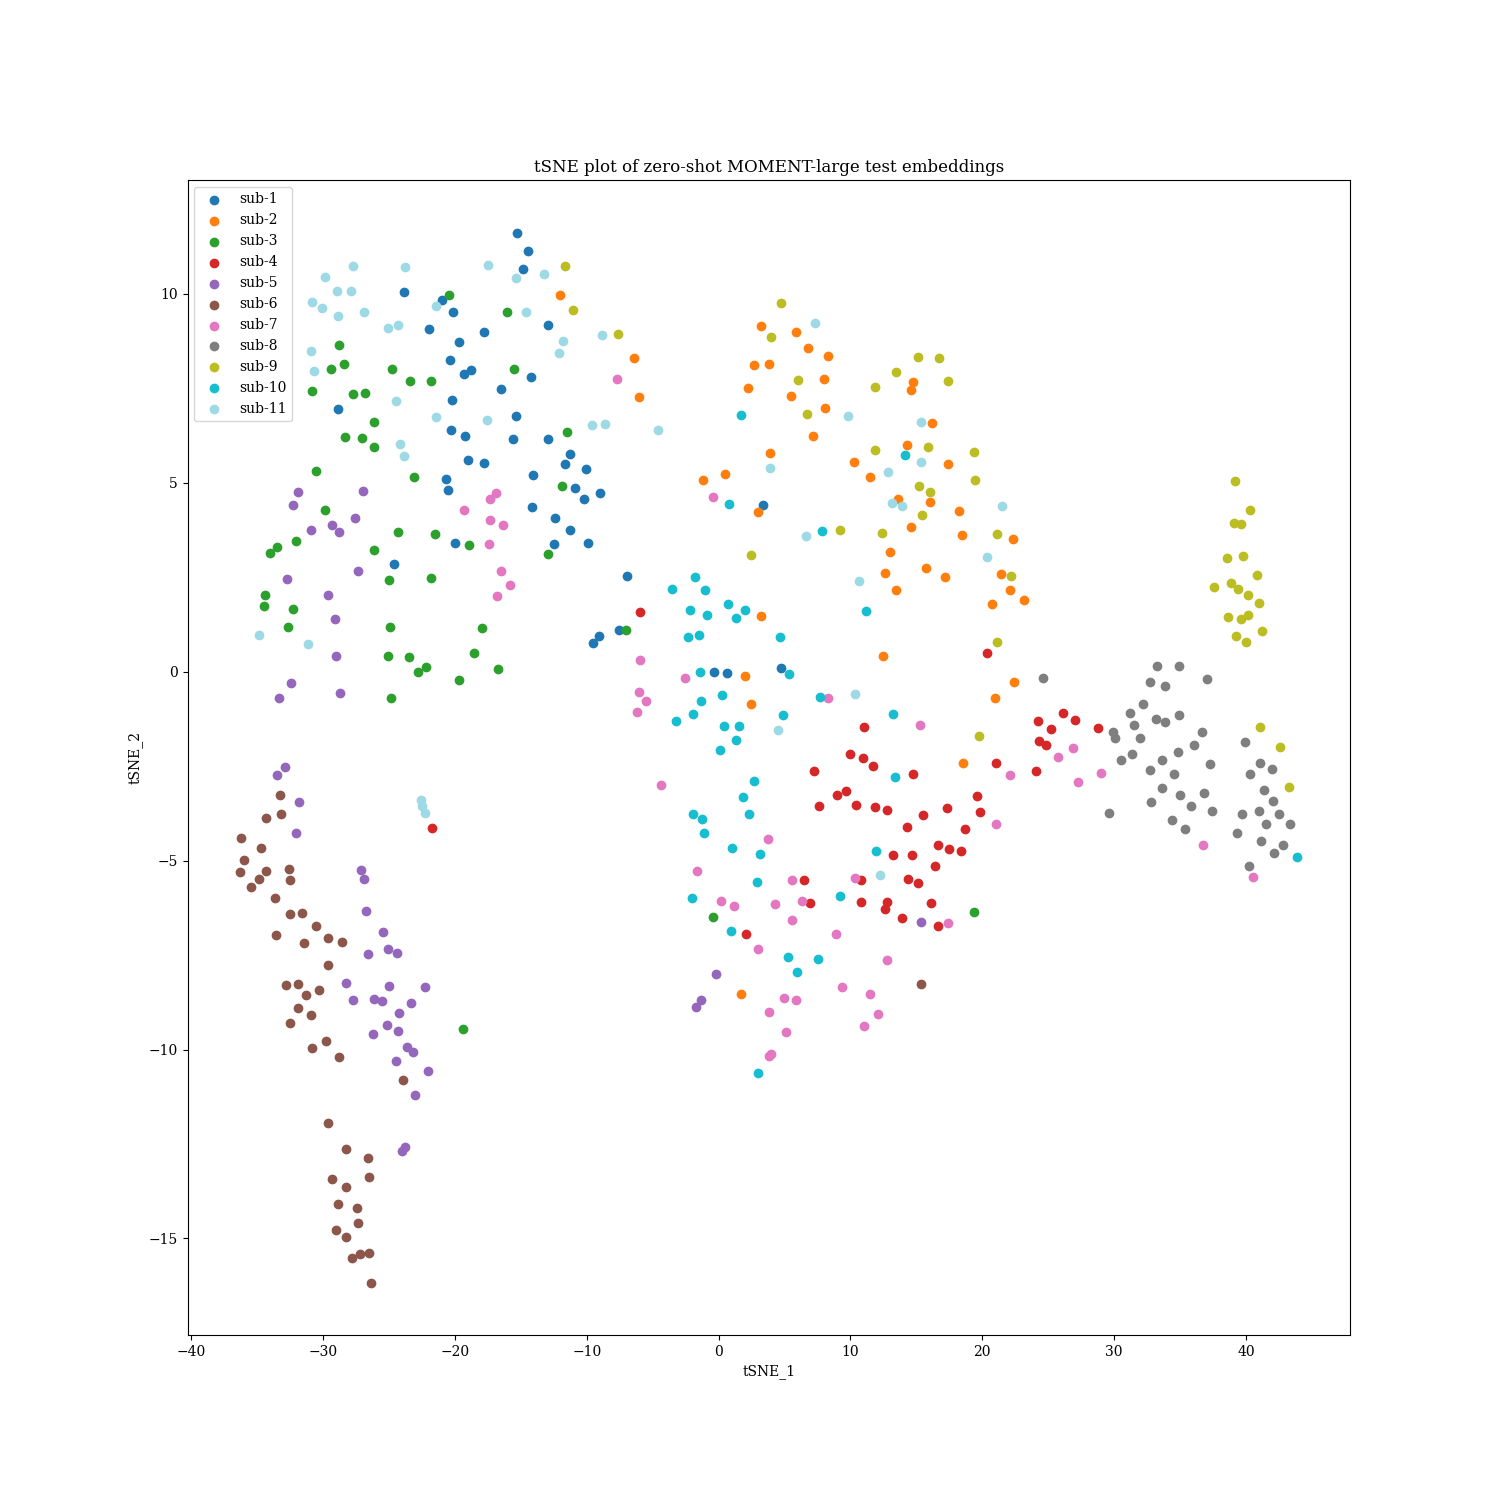 tSNE plot of zero-shot MOMENT-large test embeddings
sub-1
sub-2
sub-3
sub-4
sub-5
sub-6
sub-7
sub-8
sub-9
sub-10
sub-11
10
5
0
−5
−10
−15
tSNE_2
−40
−30
−20
−10
0
10
20
30
40
tSNE_1